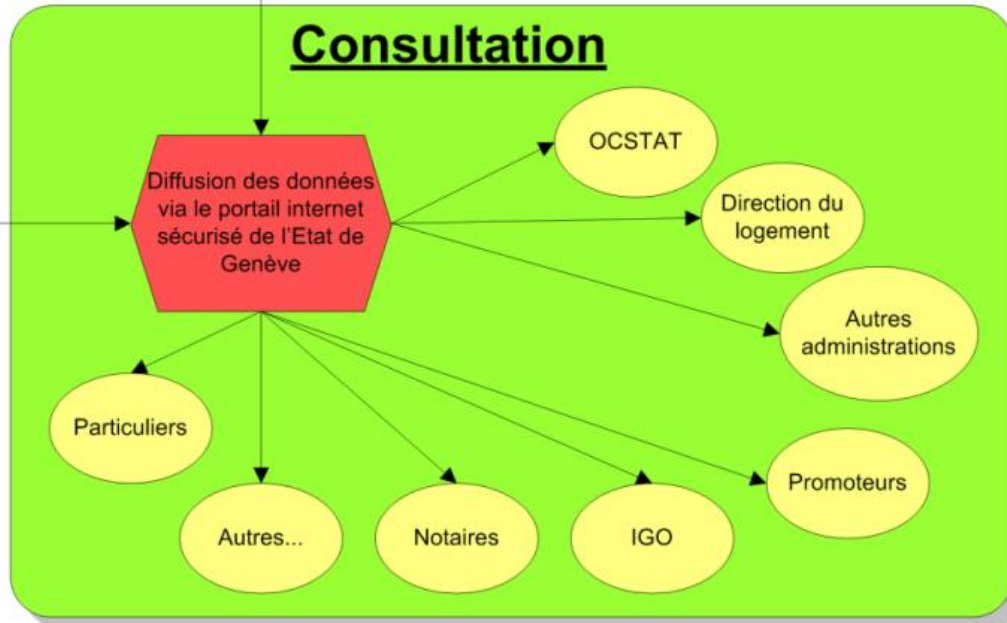 Consultation
OCSTAT
Diffusion des données
via le portail internet
sécurisé de l'Etat de
Genève
Direction du
logement
Autres
administrations
Particuliers
Promoteurs
Autres...
Notaires
IGO